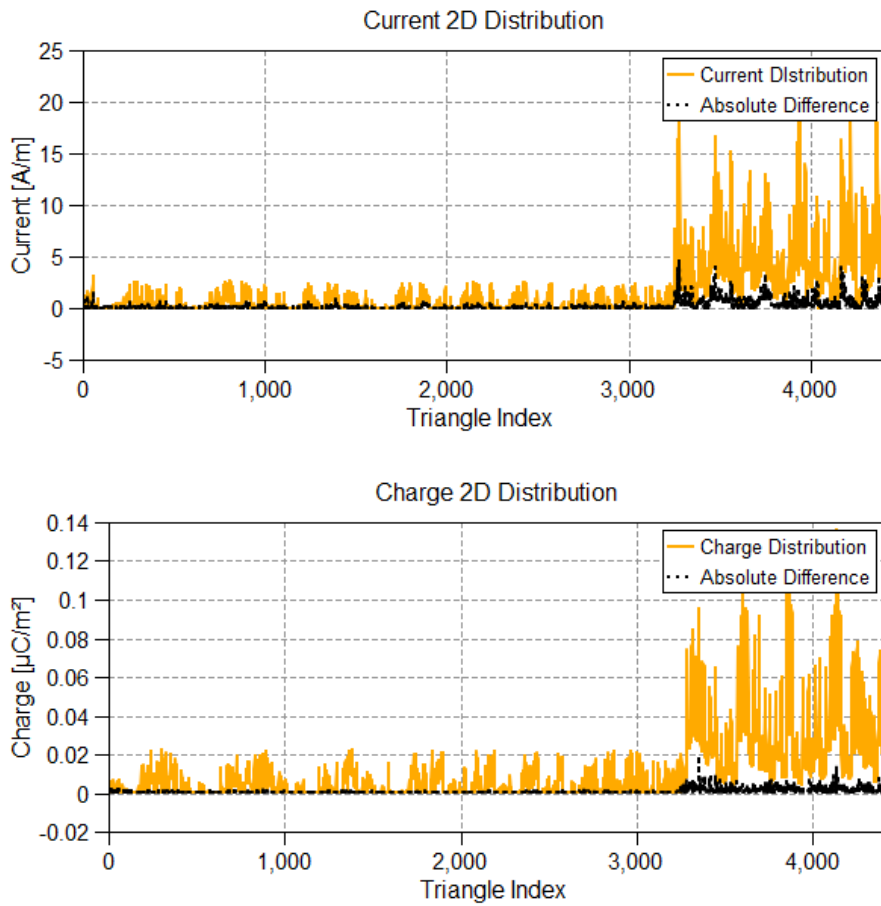 Current 2D Distribution
25
20
15
10
5
0
-5
Current [A/m]
Current DIstribution
Absolute Difference
0
1,000
2,000
3,000
4,000
Triangle Index
Charge 2D Distribution
0.14
0.12
0.1
0.08
0.06
0.04
0.02
0
-0.02
Charge [µC/m²]
Charge Distribution
Absolute Difference
0
1,000
2,000
3,000
4,000
Triangle Index